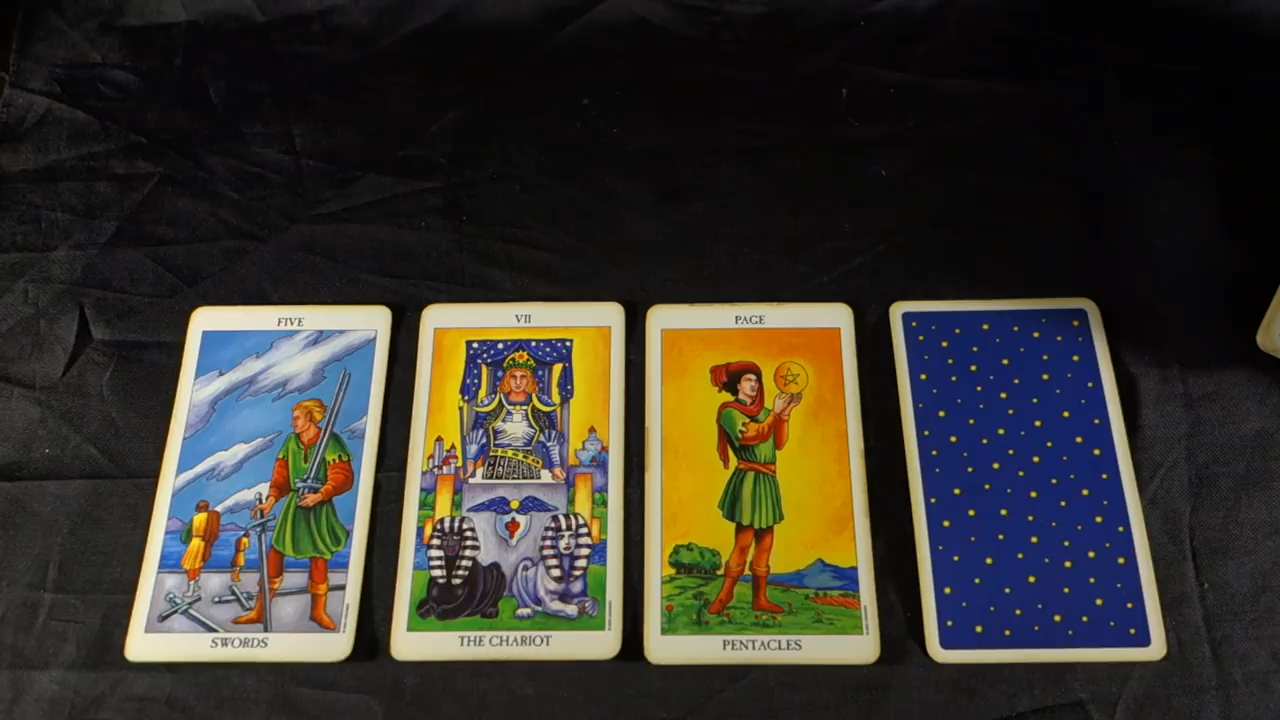 FIVE
SWORDS
VII
THE CHARIOT
PAGE
PENTACLES